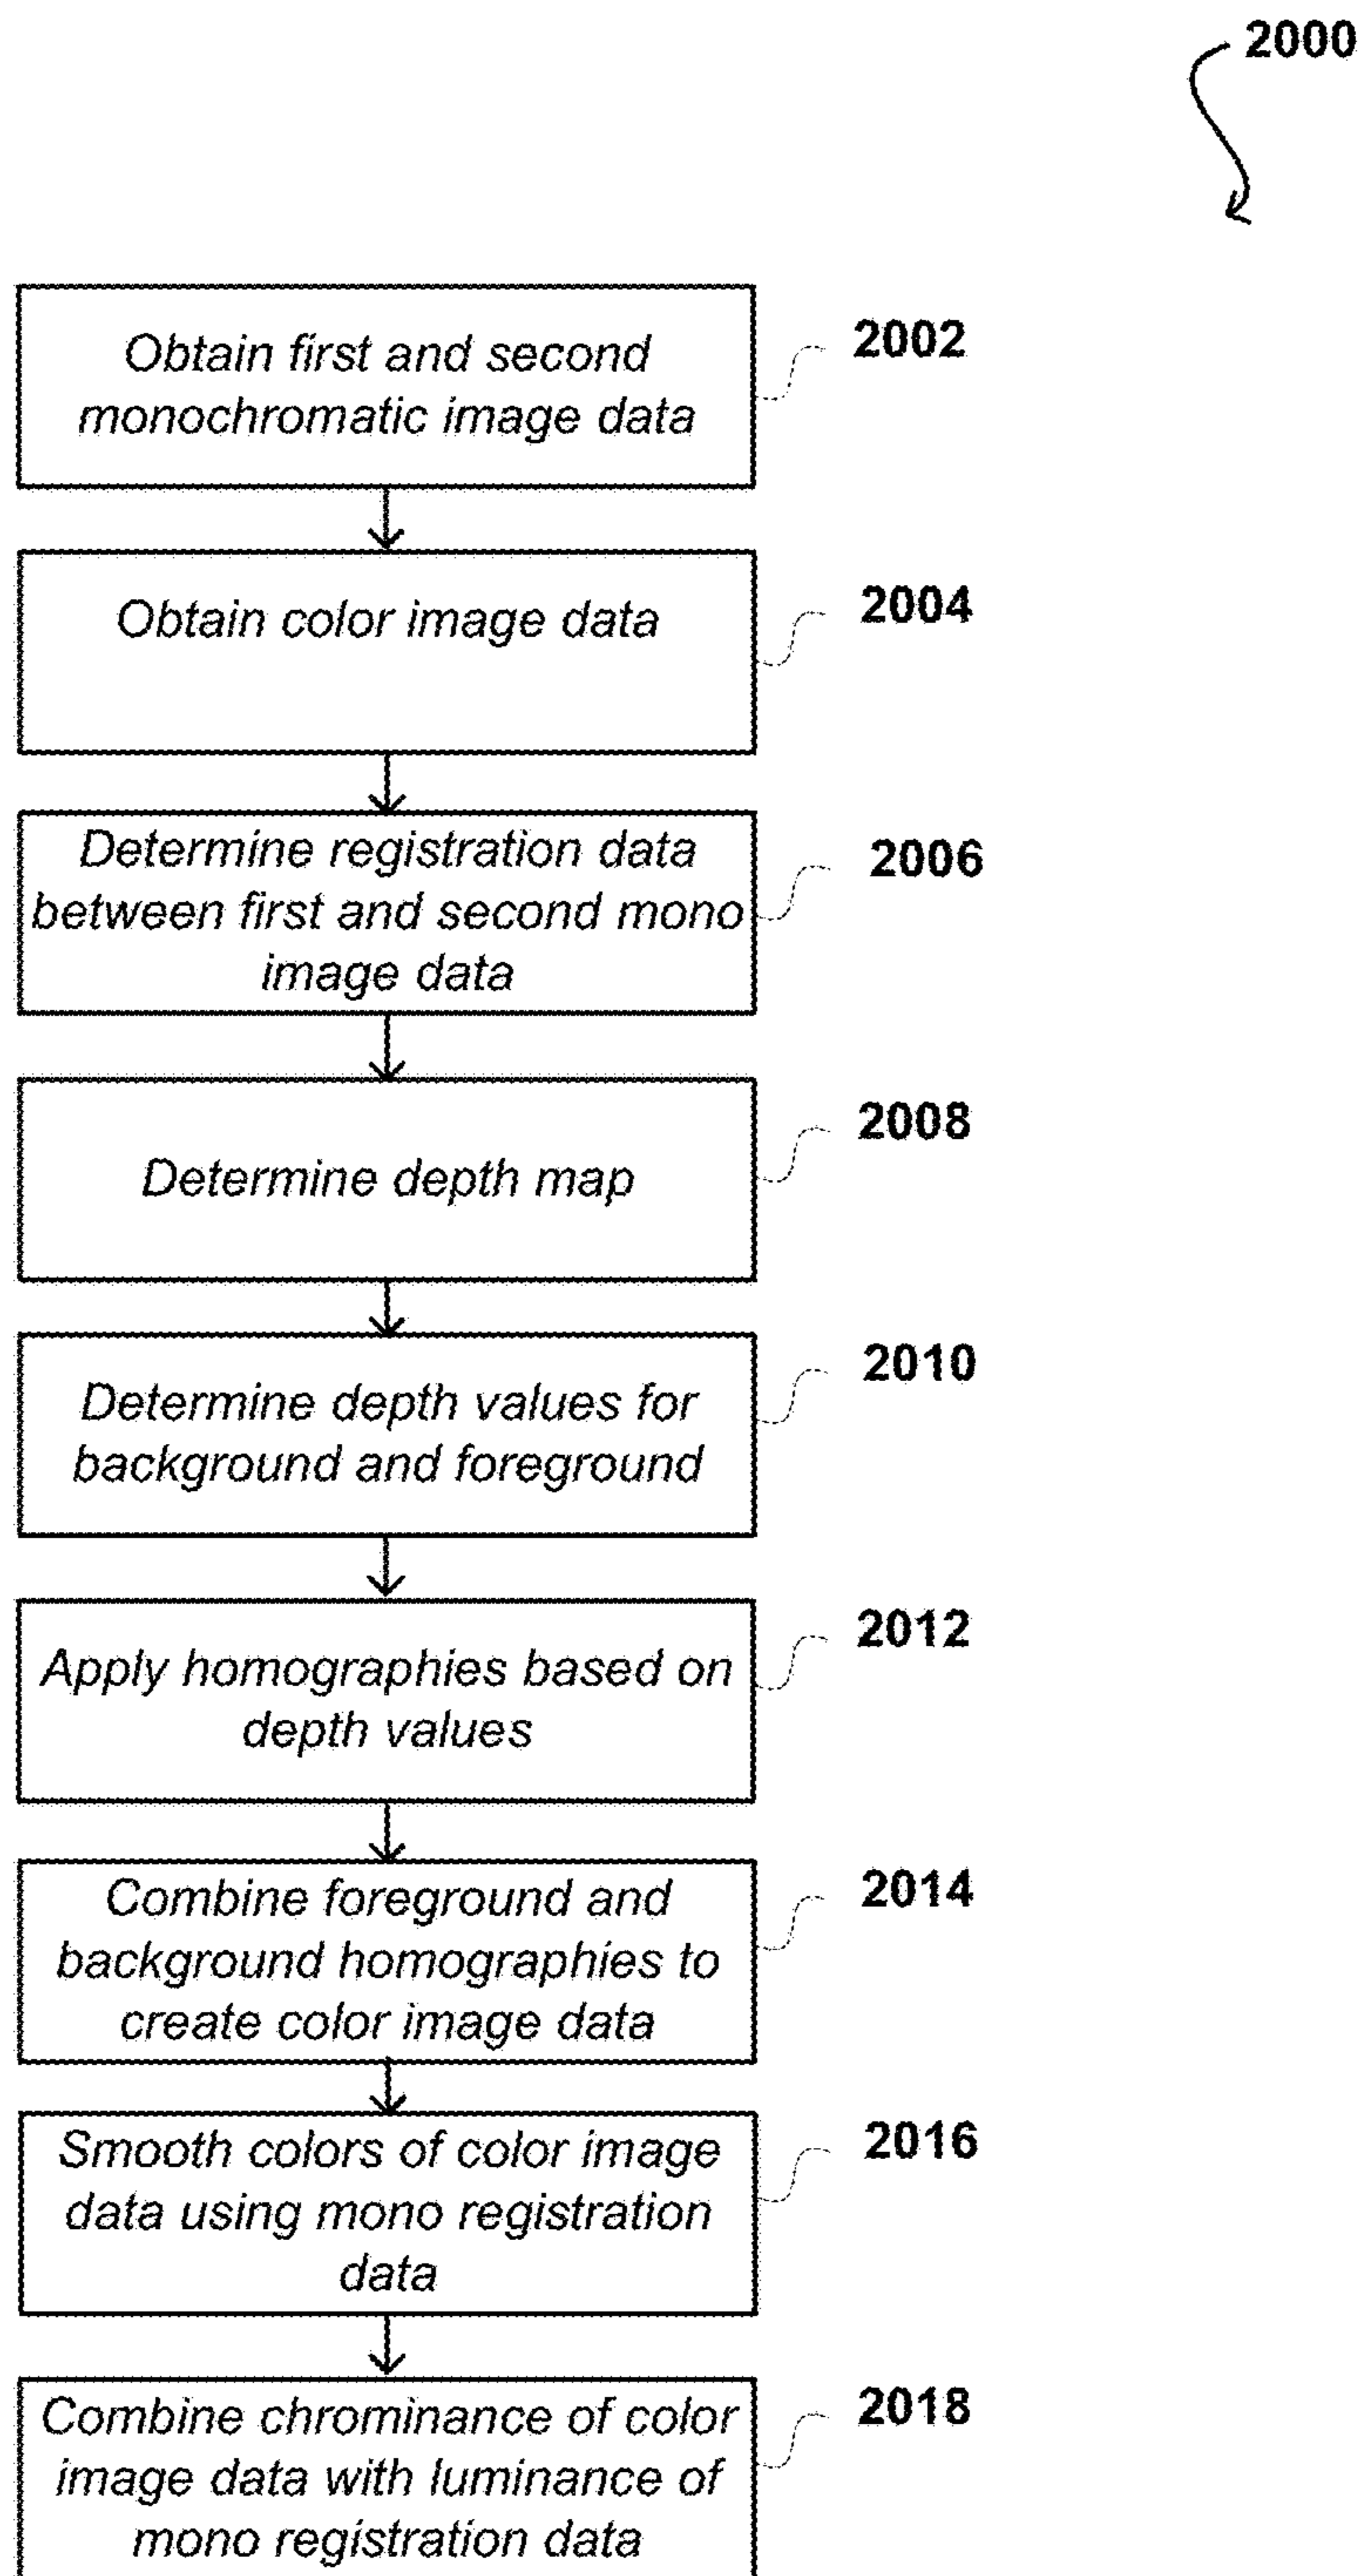 2000
Obtain first and second
monochromatic image data
2002
Obtain color image data
2004
Determine registration data
between first and second mono
image data
2006
Determine depth map
2008
Determine depth values for
background and foreground
2010
Apply homographies based on
depth values
2012
Combine foreground and
background homographies to
create color image data
2014
Smooth colors of color image
data using mono registration
data
2016
Combine chrominance of color
image data with luminance of
mono registration data
2018